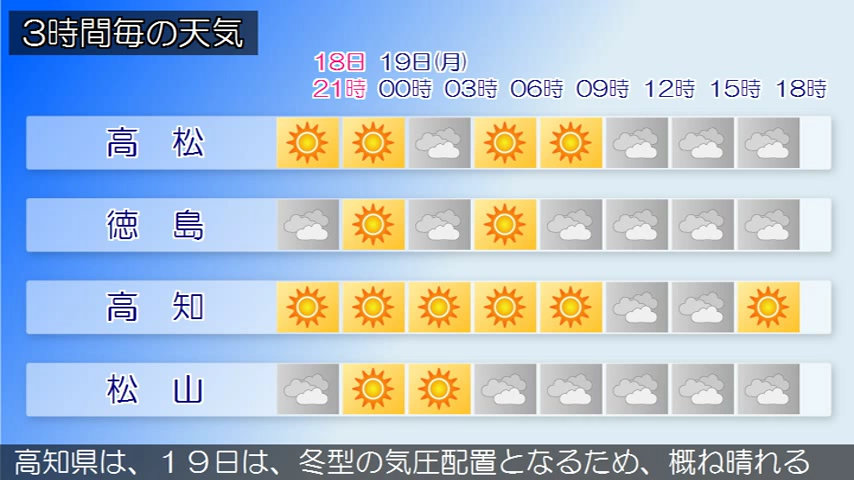 3時間毎の天気
18日 19日(月)
21時 00時 03時 06時 09時 12時 15時 18時
高松
徳島
高知
松山
高知県は、１９日は、冬型の気圧配置となるため、概ね晴れる